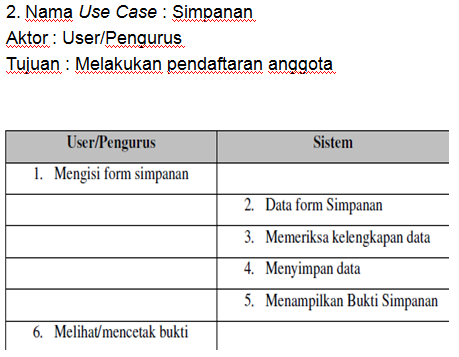 2. Nama Use Case : Simpanan
Aktor : User/Pengurus
Tujuan : Melakukan pendaftaran anggota
User/Pengurus Sistem
1. Mengisi form simpanan
2. Data form Simpanan
3. Memeriksa kelengkapan data
4. Menyimpan data
5. Menampilkan Bukti Simpanan
6. Melihat/mencetak bukti